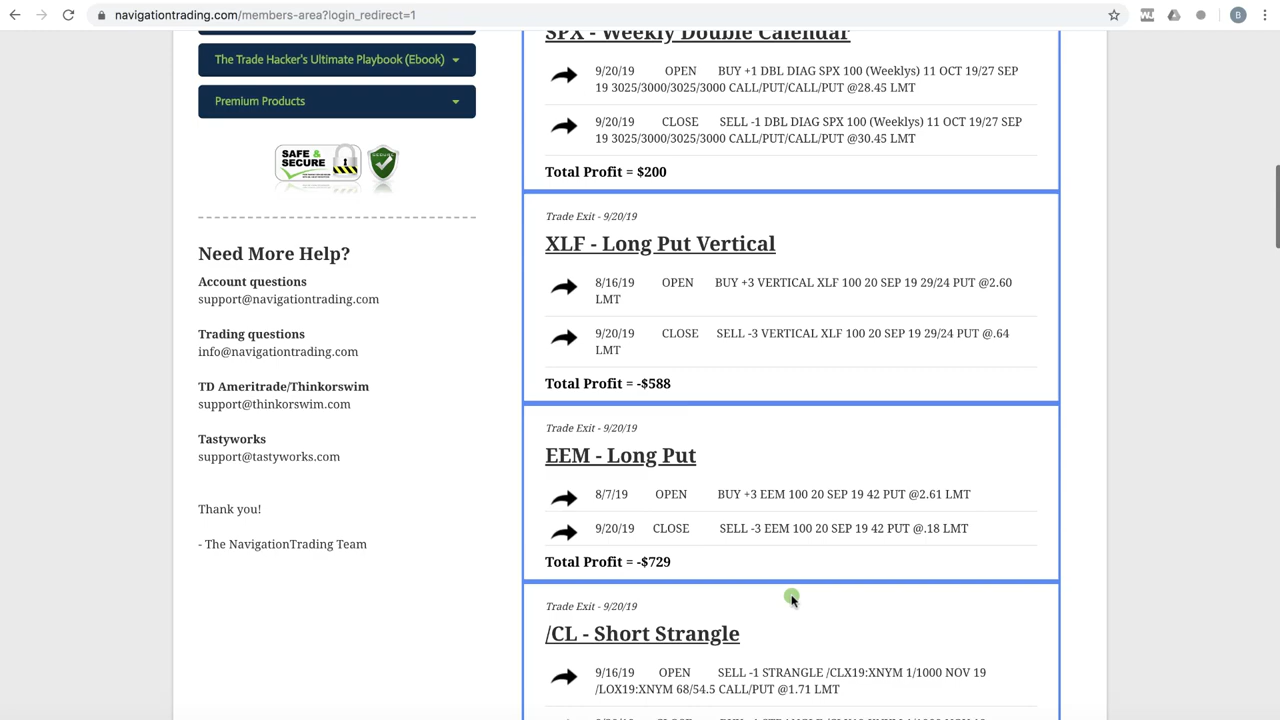 navigationtrading.com/members-area?login_redirect=1
B
The Trade Hacker's Ultimate Playbook (Ebook)
Premium Products
SAFE &
SECURE
SECURE
Need More Help?
Account questions
support@navigationtrading.com
Trading questions
info@navigationtrading.com
TD Ameritrade/Thinkorswim
support@thinkorswim.com
Tastyworks
support@tastyworks.com
Thank you!
- The NavigationTrading Team
SPX - Weekly Double Calendar
9/20/19 OPEN BUY +1 DBL DIAG SPX 100 (Weeklys) 11 OCT 19/27 SEP
19 3025/3000/3025/3000 CALL/PUT/CALL/PUT @28.45 LMT
9/20/19 CLOSE SELL -1 DBL DIAG SPX 100 (Weeklys) 11 OCT 19/27 SEP
19 3025/3000/3025/3000 CALL/PUT/CALL/PUT @30.45 LMT
Total Profit = $200
Trade Exit - 9/20/19
XLF - Long Put Vertical
8/16/19 OPEN BUY +3 VERTICAL XLF 100 20 SEP 19 29/24 PUT @2.60
LMT
9/20/19 CLOSE SELL -3 VERTICAL XLF 100 20 SEP 19 29/24 PUT @.64
LMT
Total Profit = -$588
Trade Exit - 9/20/19
EEM - Long Put
8/7/19 OPEN BUY +3 EEM 100 20 SEP 19 42 PUT @2.61 LMT
9/20/19 CLOSE SELL -3 EEM 100 20 SEP 19 42 PUT @.18 LMT
Total Profit = -$729
Trade Exit - 9/20/19
/CL - Short Strangle
9/16/19 OPEN SELL -1 STRANGLE /CLX19:XNYM 1/1000 NOV 19
/LOX19:XNYM 68/54.5 CALL/PUT @1.71 LMT